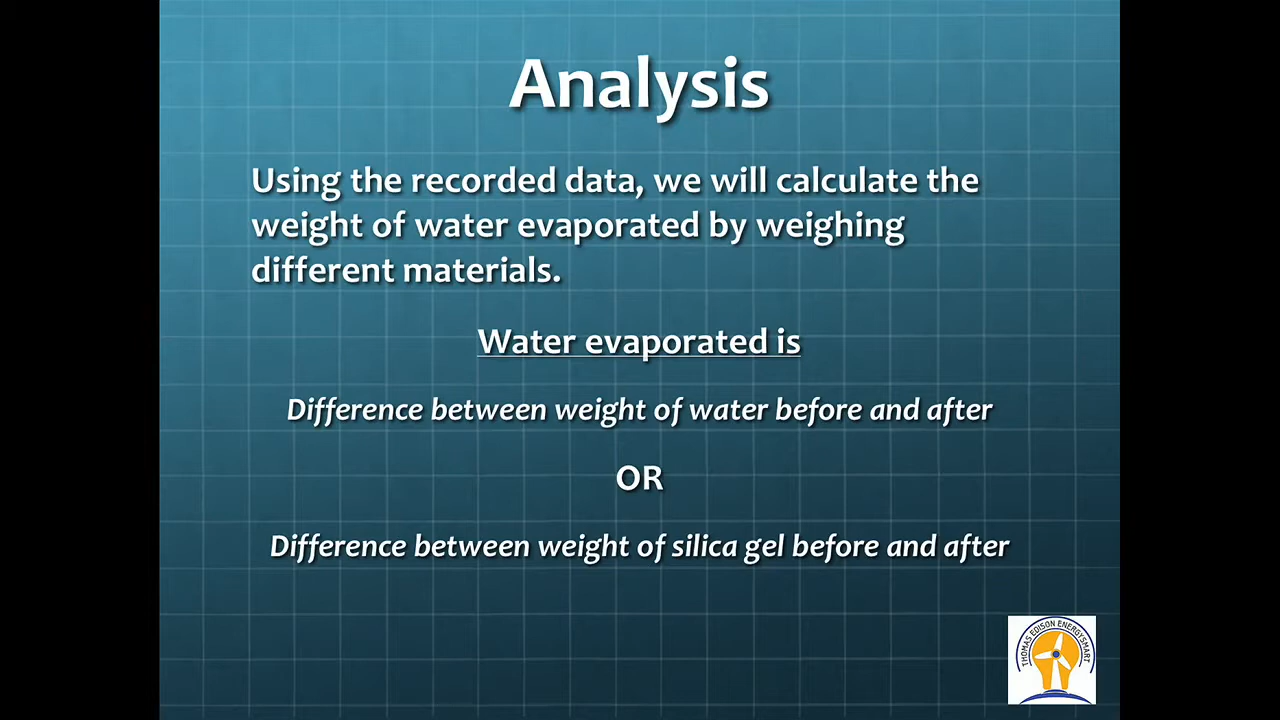 Analysis
Using the recorded data, we will calculate the
weight of water evaporated by weighing
different materials.
Water evaporated is
Difference between weight of water before and after
OR
Difference between weight of silica gel before and after
THOMAS EDISON ENERGYSMART